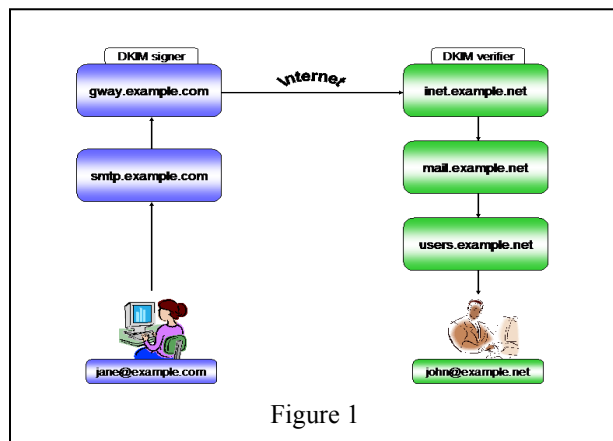 DKIM signer
gway.example.com
smtp.example.com
jane@example.com
Internet
DKIM verifier
inet.example.net
mail.example.net
users.example.net
john@example.net
Figure 1